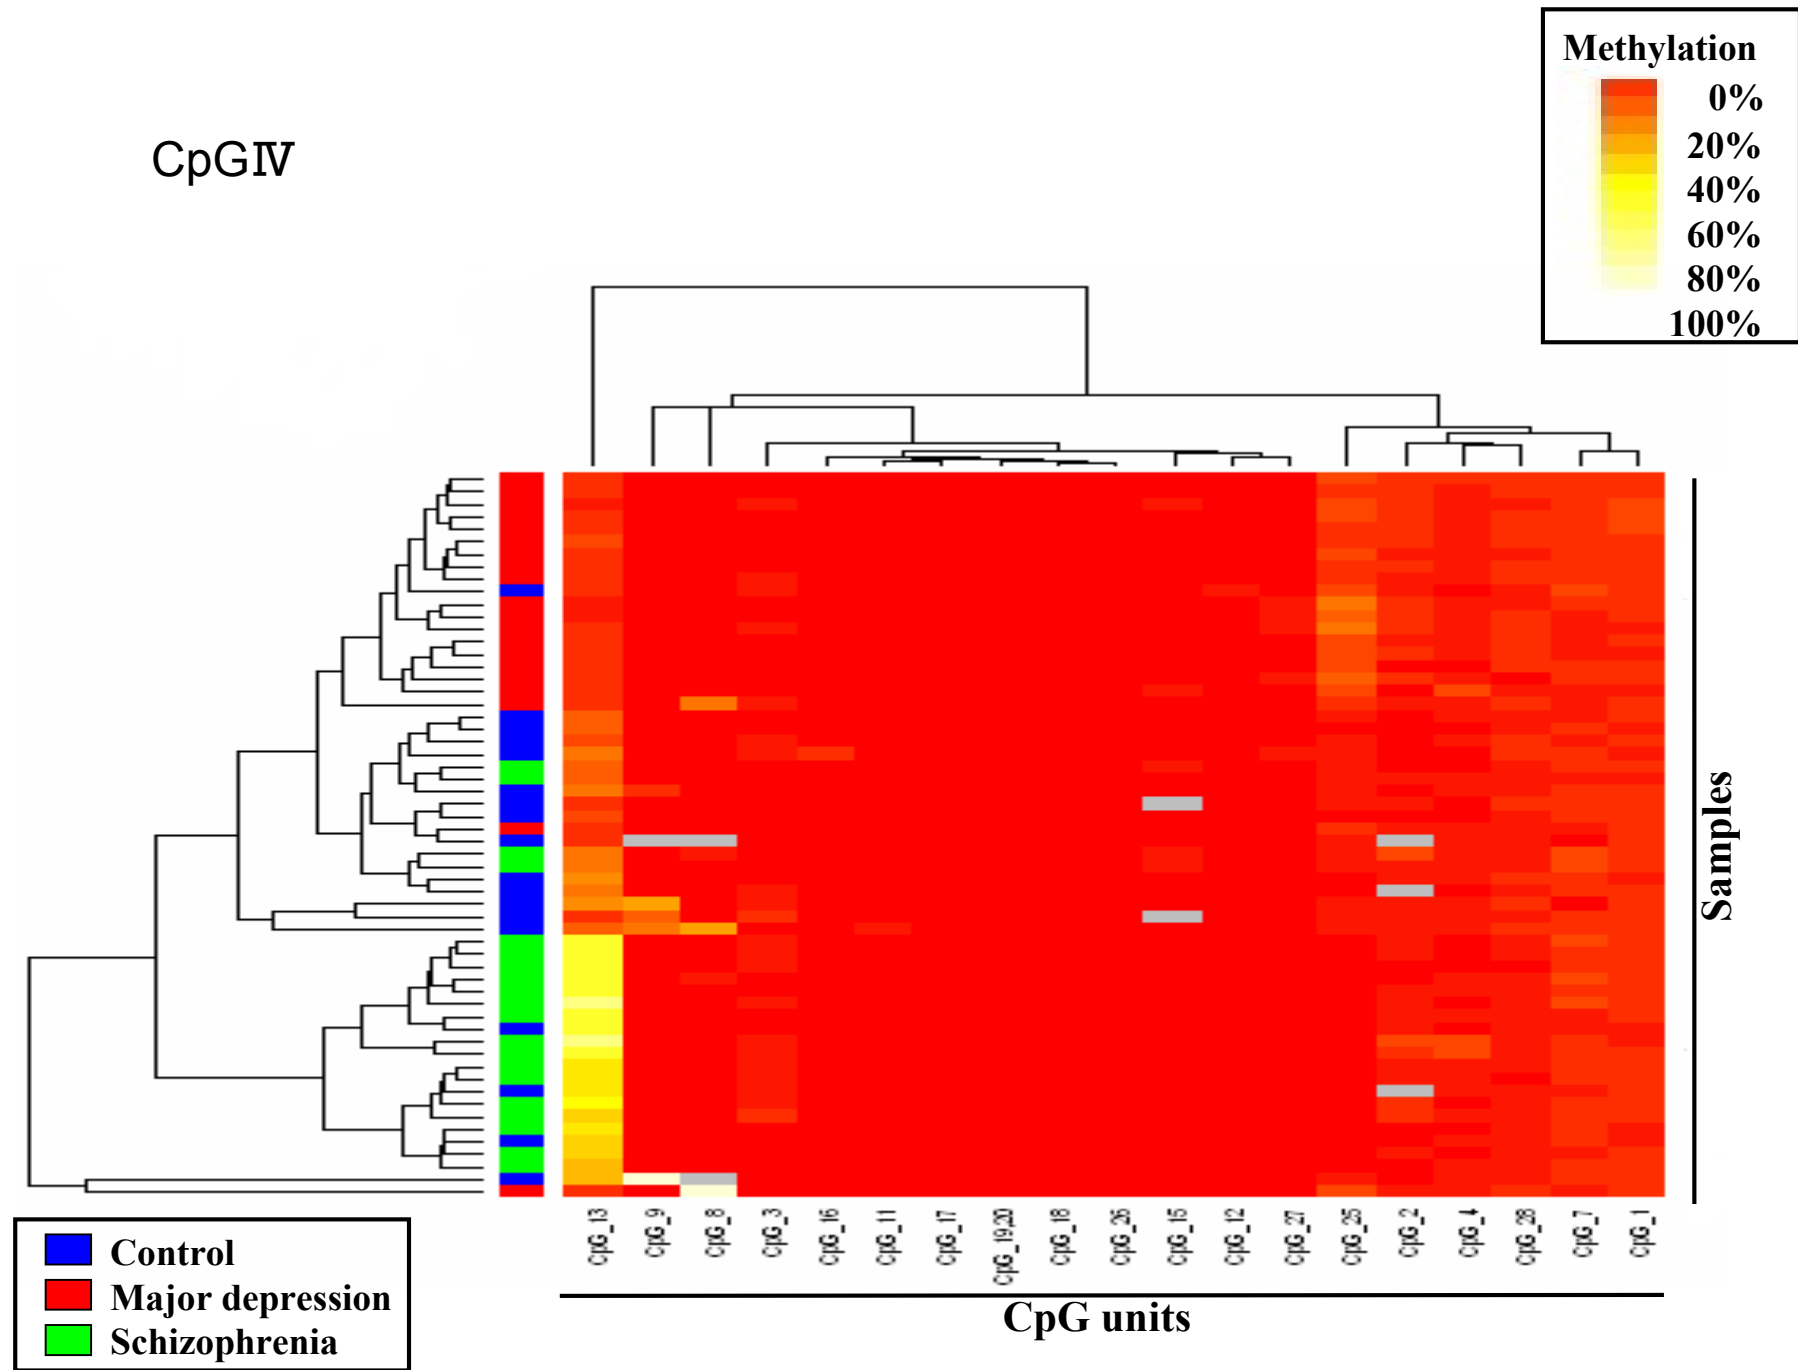 Methylation
0%
20%
40%
60%
80%
100%
CpGⅣ
Samples
CpG_13
CpG_9
CpG_8
CpG_3
CpG_16
CpG_11
CpG_17
CpG_19,20
CpG_18
CpG_26
CpG_15
CpG_12
CpG_27
CpG_25
CpG_2
CpG_4
CpG_28
CpG_7
CpG_1
CpG units
Control
Major depression
Schizophrenia